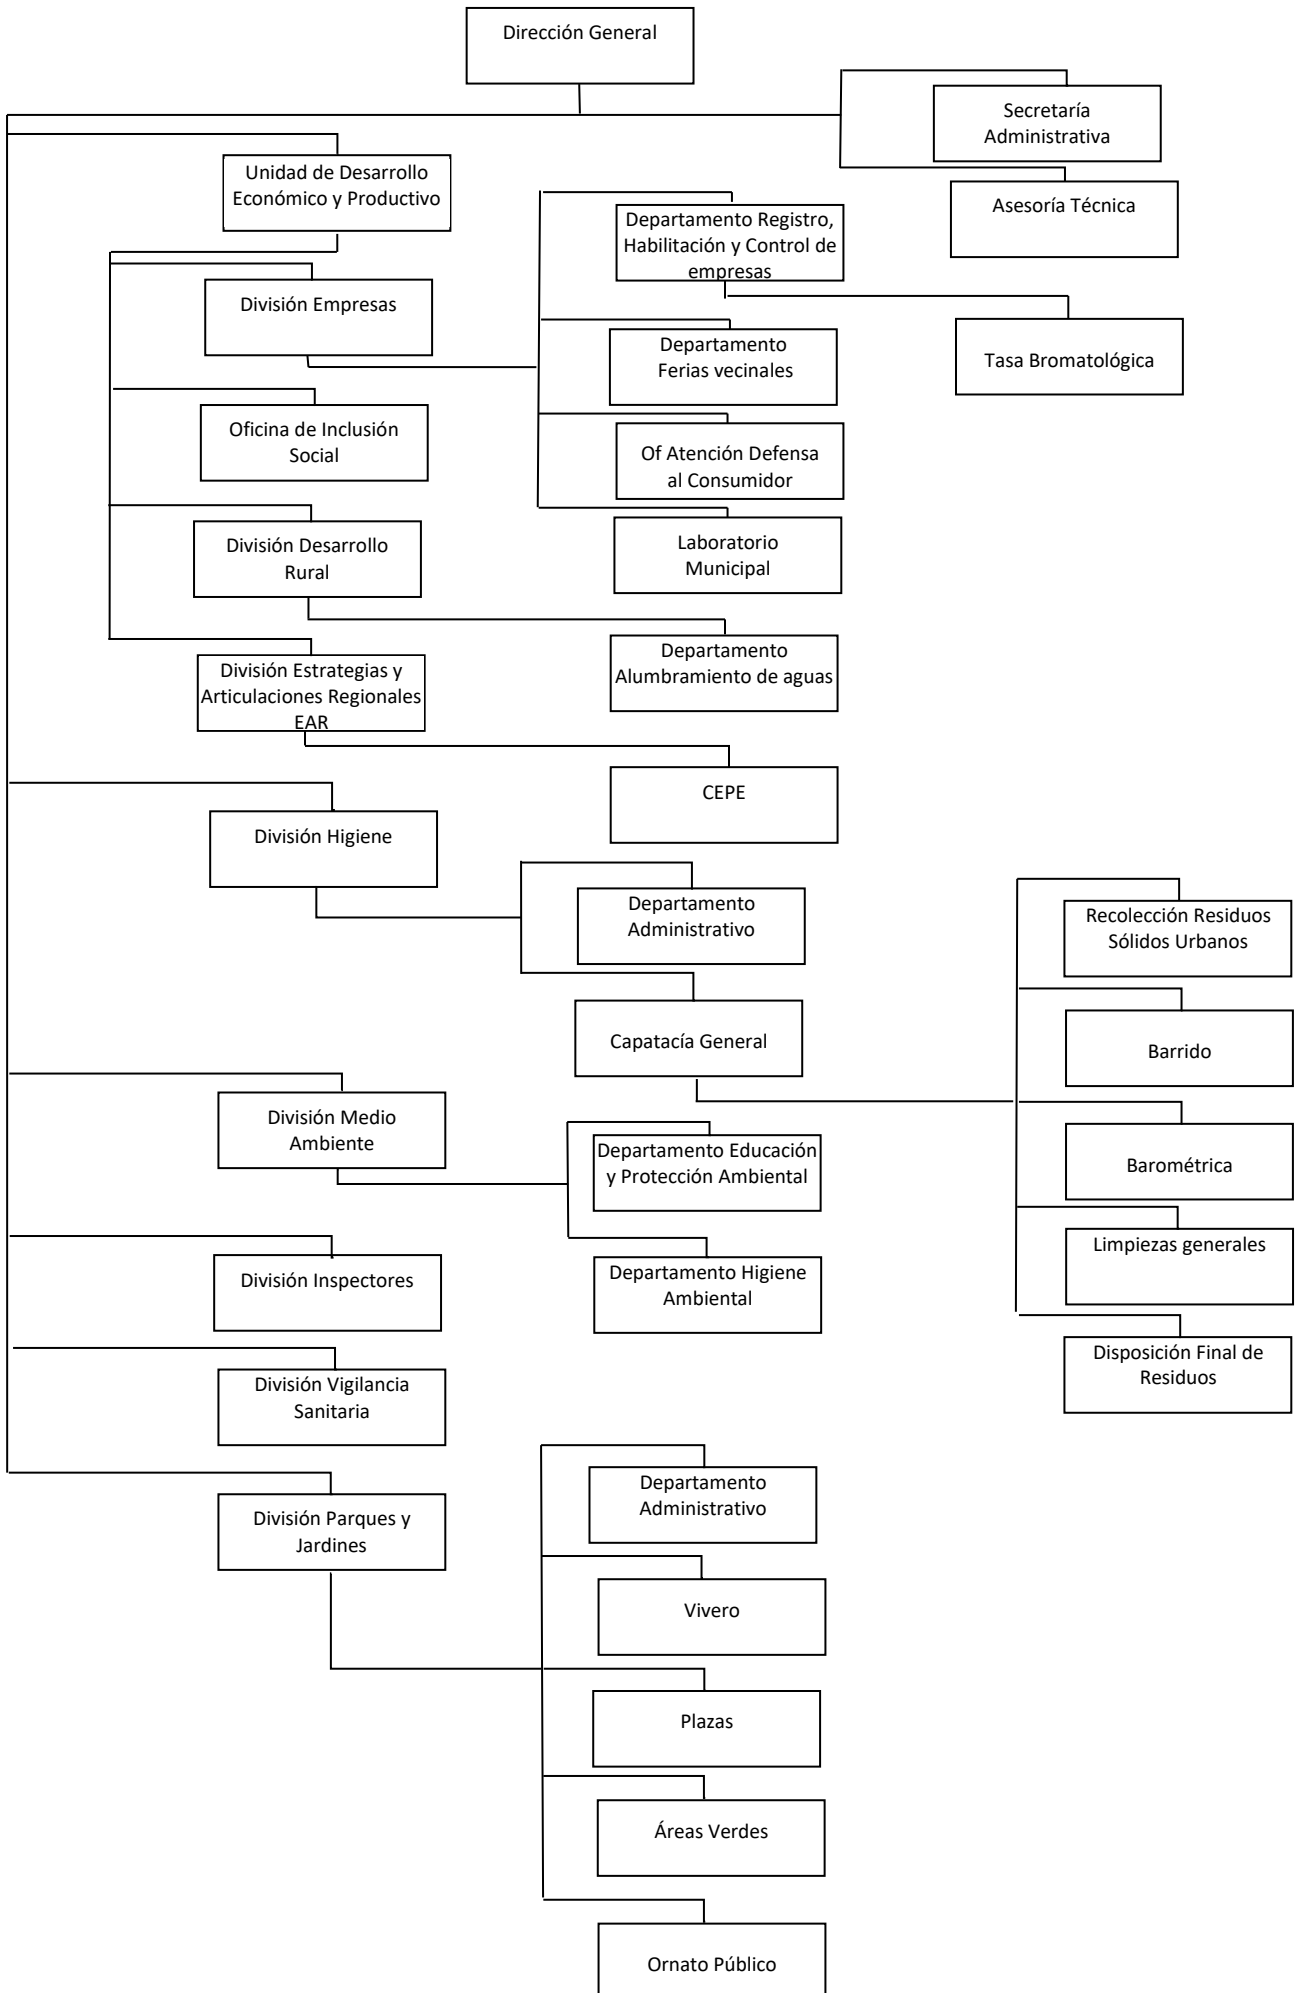 Dirección General
Secretaría
Administrativa
Asesoría Técnica
Unidad de Desarrollo
Económico y Productivo
División Empresas
Departamento Registro,
Habilitación y Control de
empresas
Tasa Bromatológica
Departamento
Ferias vecinales
Of Atención Defensa
al Consumidor
Laboratorio
Municipal
Oficina de Inclusión
Social
División Desarrollo
Rural
Departamento
Alumbramiento de aguas
División Estrategias y
Articulaciones Regionales
EAR
CEPE
División Higiene
Departamento
Administrativo
Capatacía General
Recolección Residuos
Sólidos Urbanos
Barrido
Barométrica
Limpiezas generales
Disposición Final de
Residuos
División Medio
Ambiente
Departamento Educación
y Protección Ambiental
Departamento Higiene
Ambiental
División Inspectores
División Vigilancia
Sanitaria
División Parques y
Jardines
Departamento
Administrativo
Vivero
Plazas
Áreas Verdes
Ornato Público